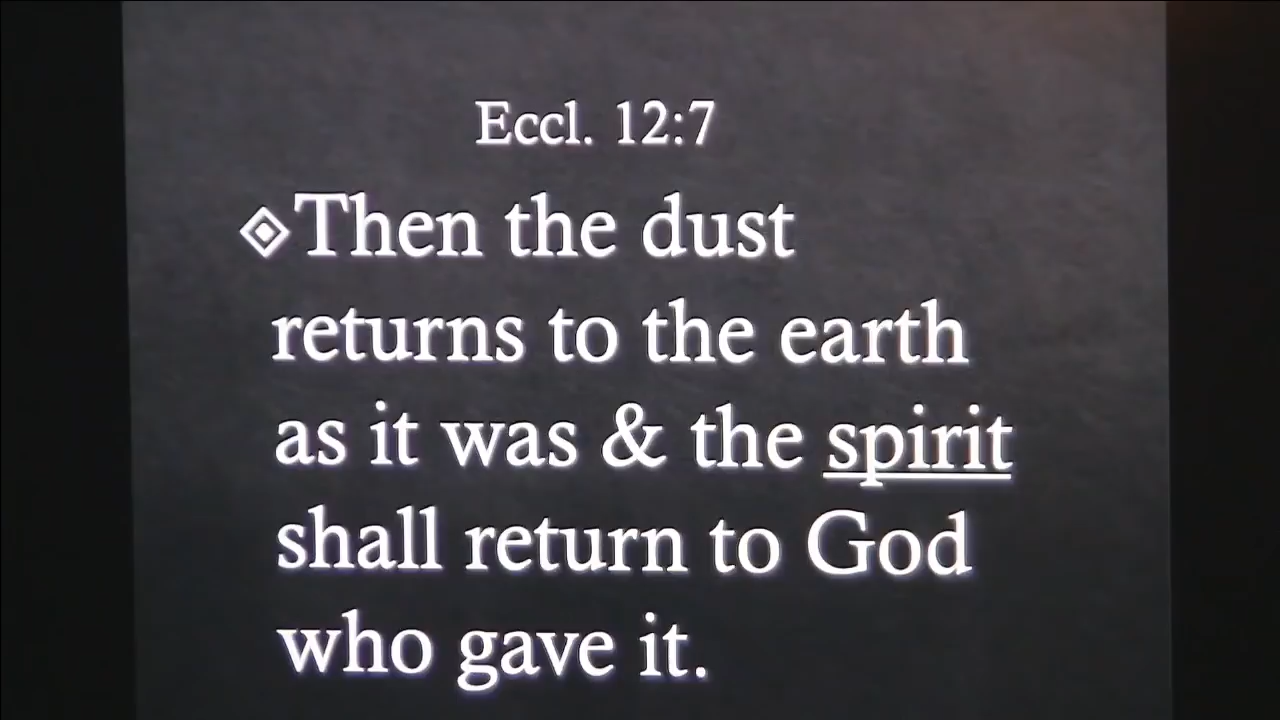 Eccl. 12:7
Then the dust
returns to the earth
as it was & the spirit
shall return to God
who gave it.